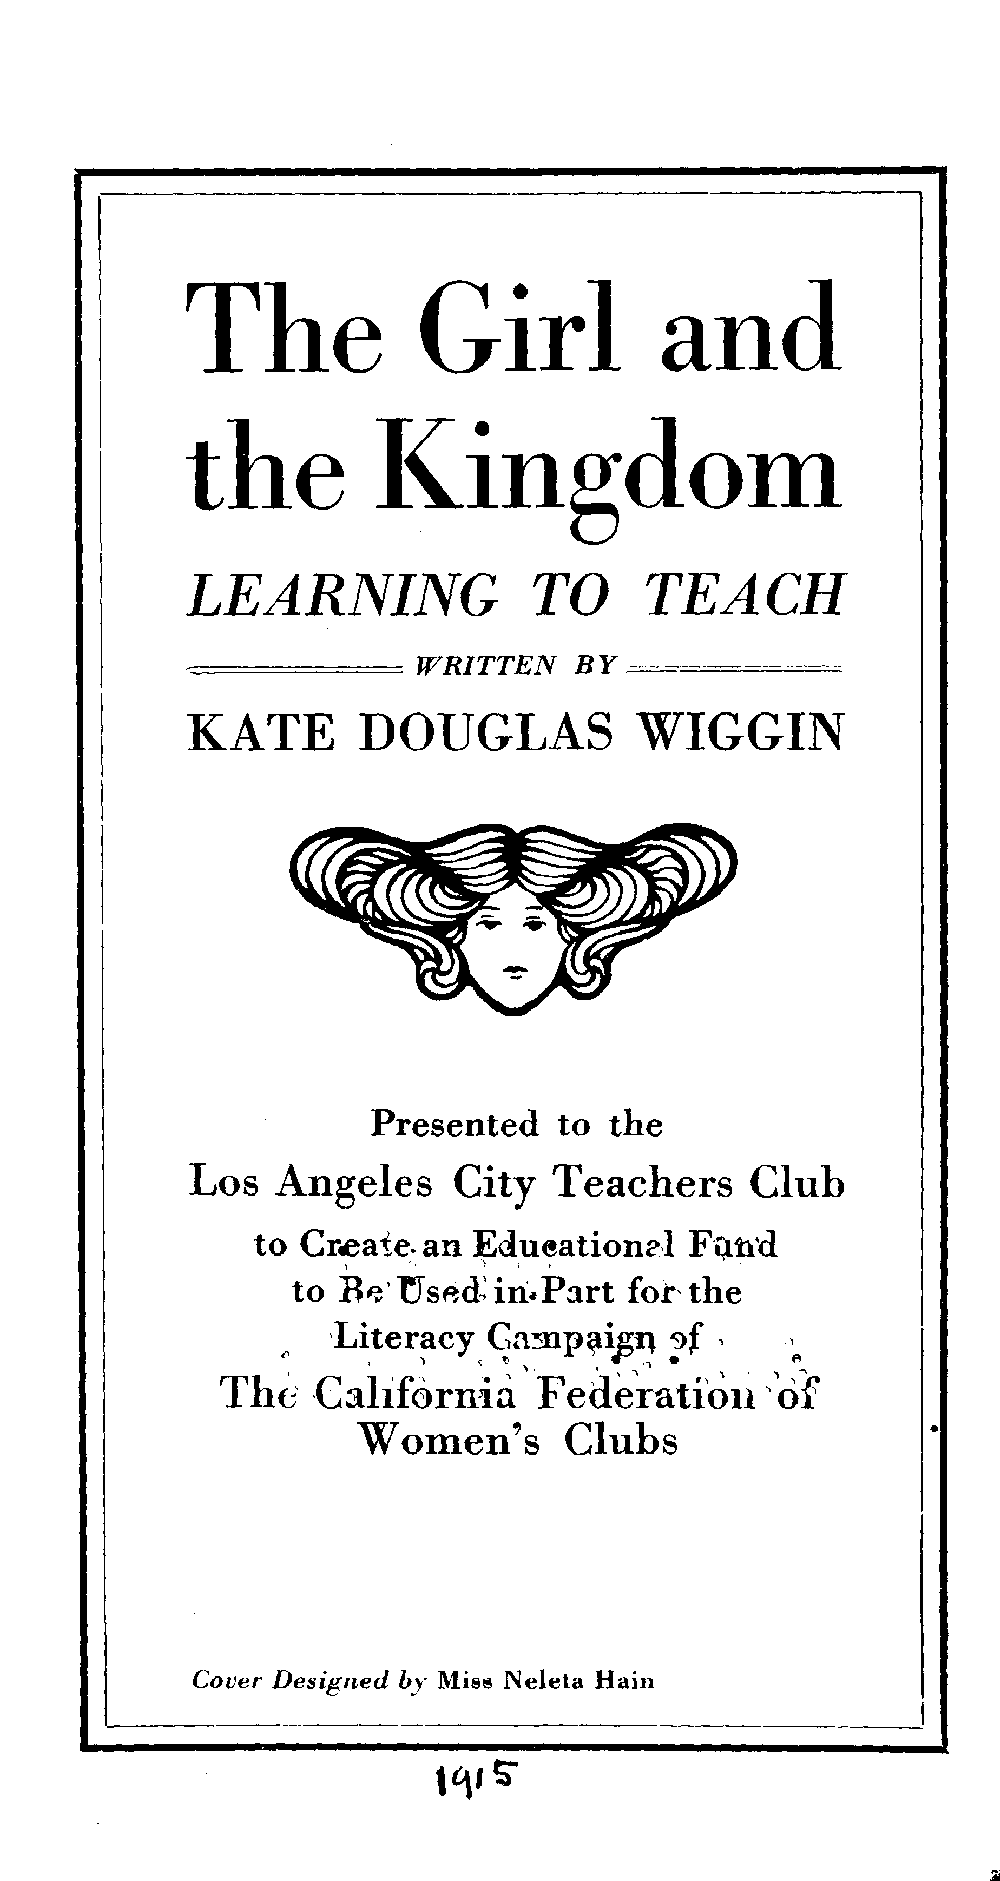 The Girl and
the Kingdom
LEARNING TO TEACH
WRITTEN BY
KATE DOUGLAS WIGGIN
Presented to the
Los Angeles City Teachers Club
to Create an Educational Fund
to Be Used in Part for the
Literacy Campaign of
The California Federation of
Women's Clubs
Cover Designed by Miss Neleta Hain
1915